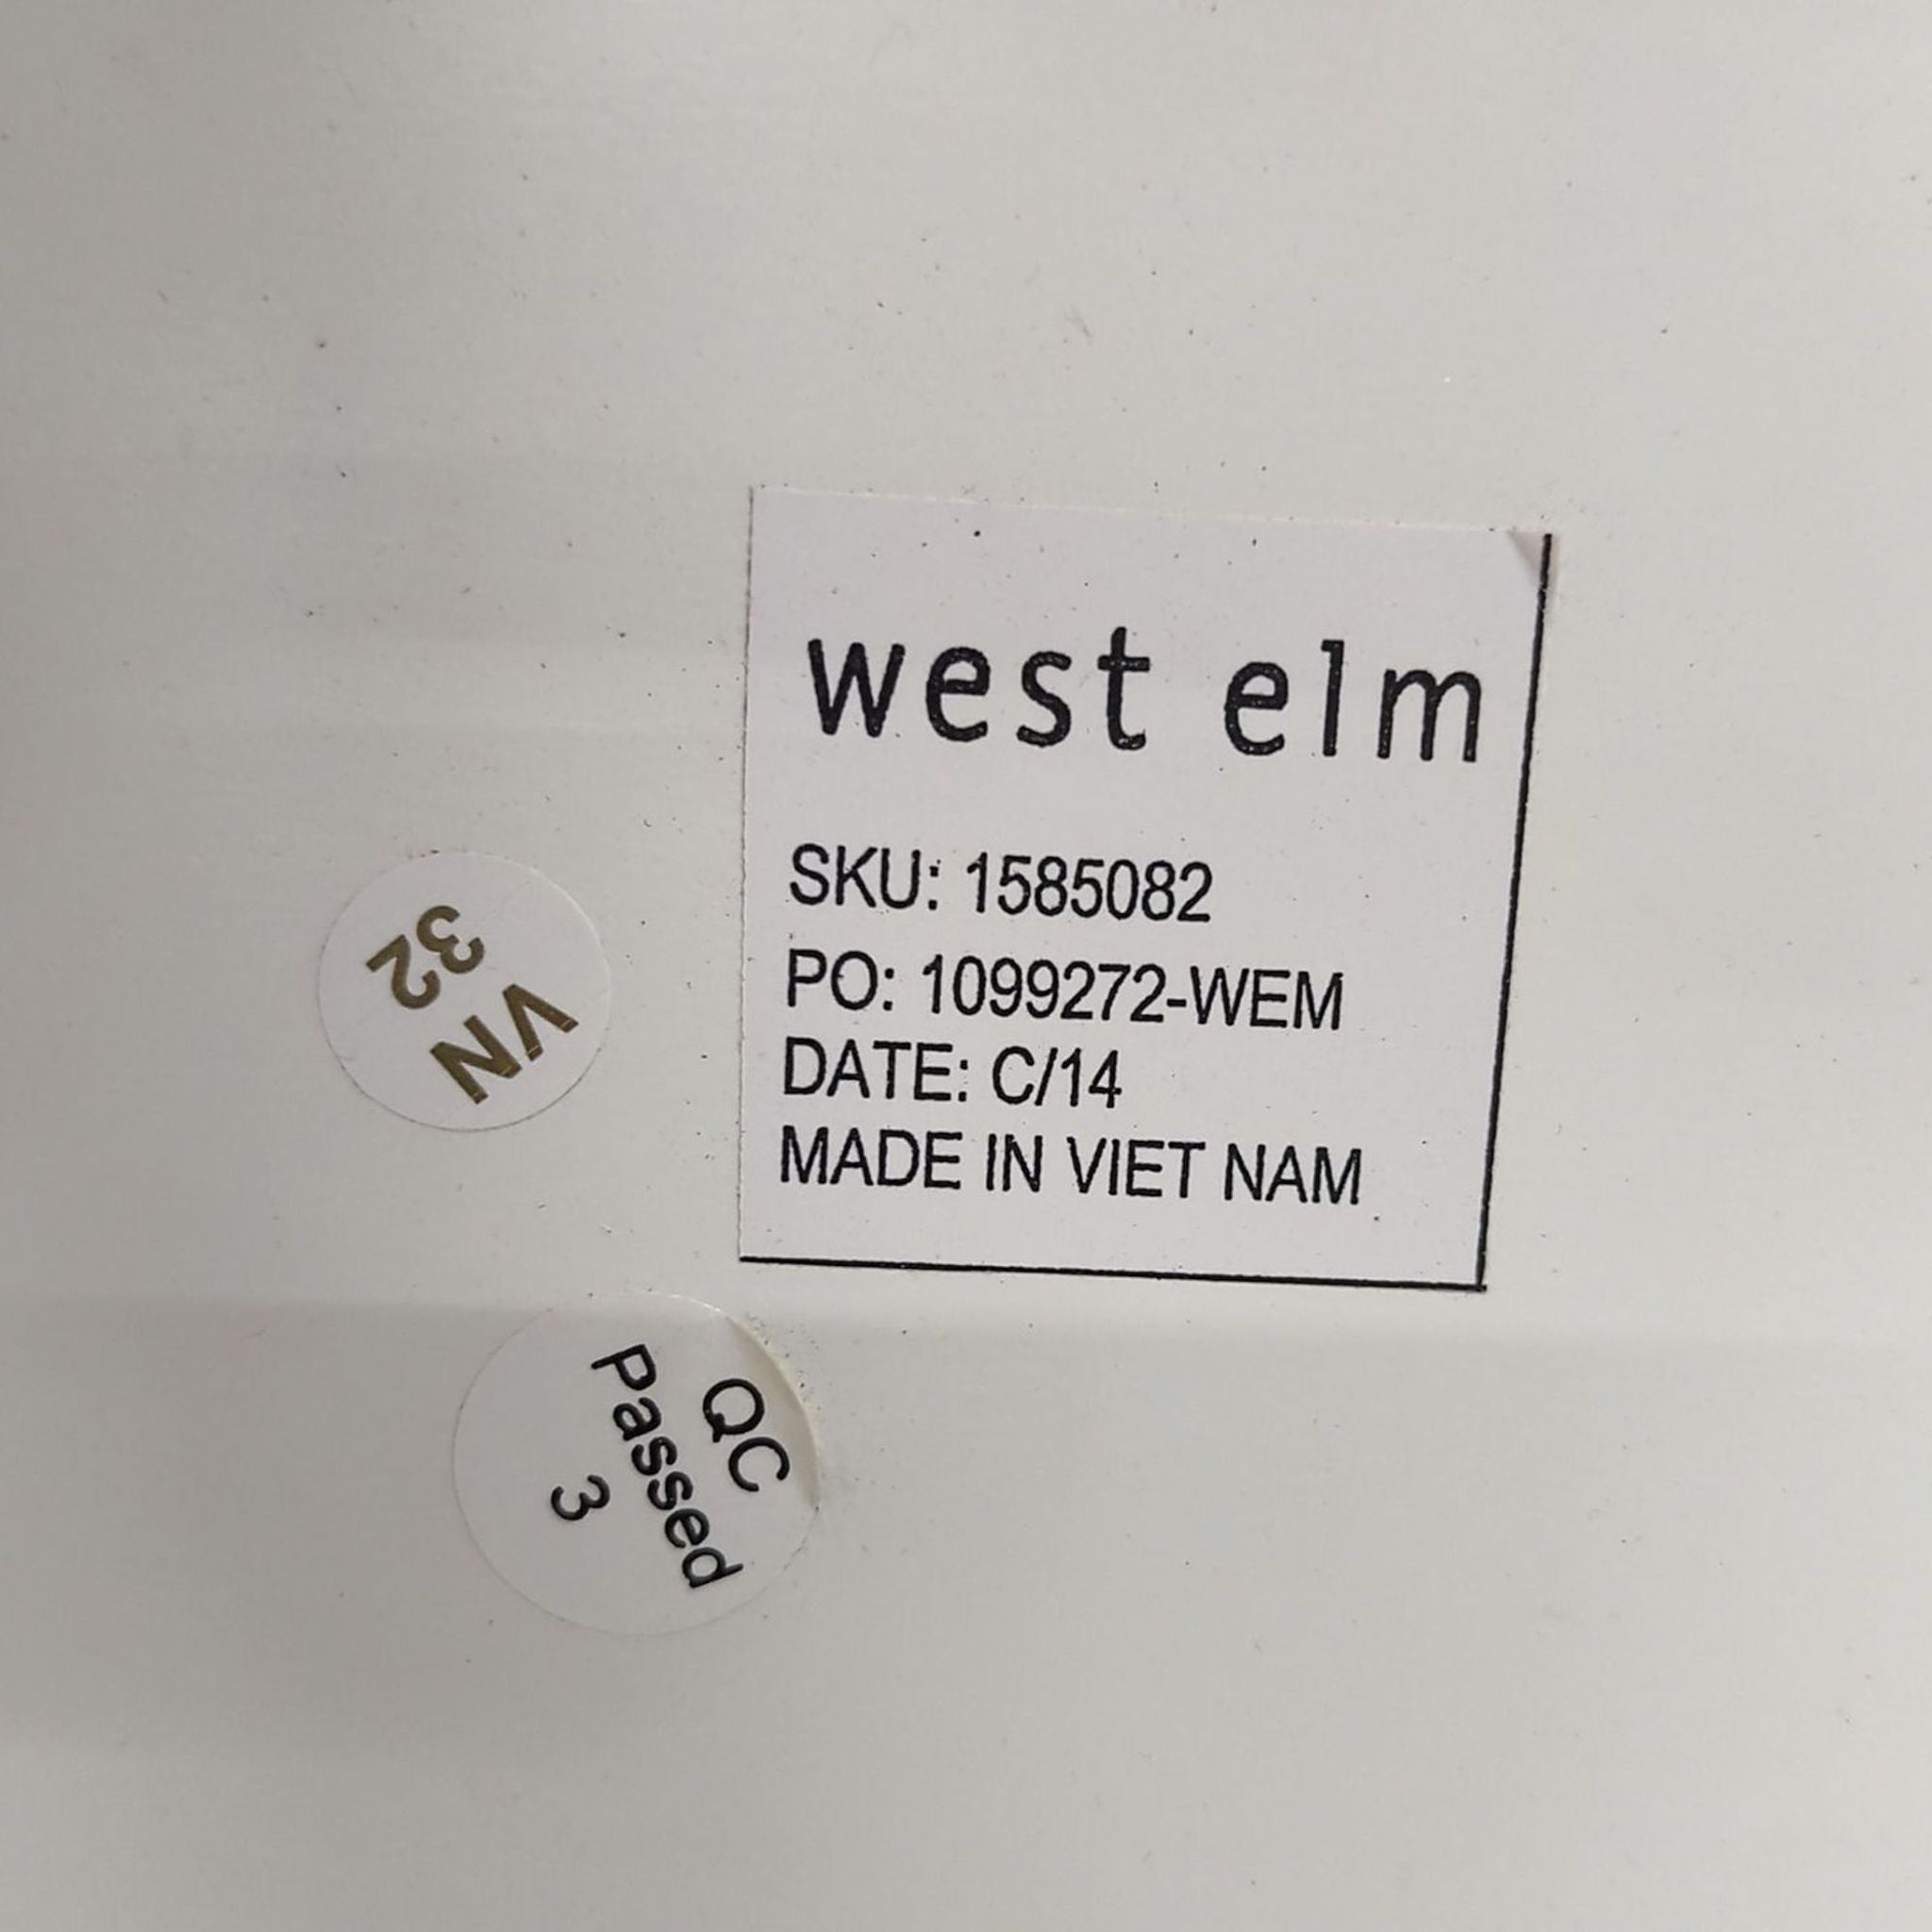 west elm
SKU: 1585082
PO: 1099272-WEM
DATE: C/14
MADE IN VIET NAM
VN
32
QC
Passed
3